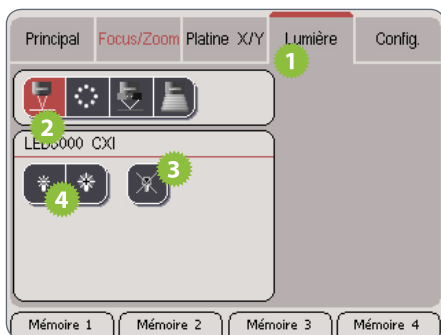 Principal Focus/Zoom Platine X/Y Lumière Config.
1
2
LED5000 CXI
3
4
Mémoire 1 Mémoire 2 Mémoire 3 Mémoire 4